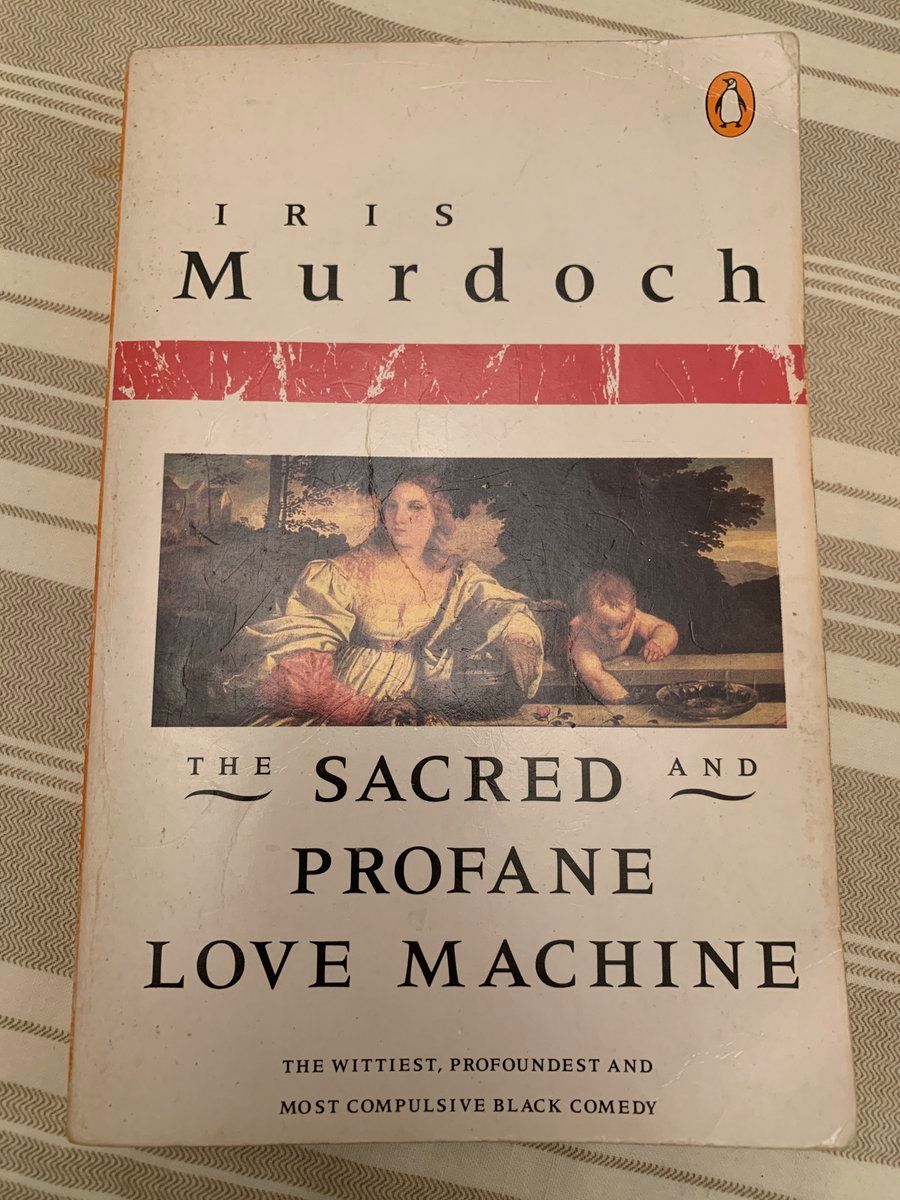 IRIS
Murdoch
THE SACRED AND
PROFANE
LOVE MACHINE
THE WITTIEST, PROFOUNDEST AND
MOST COMPULSIVE BLACK COMEDY